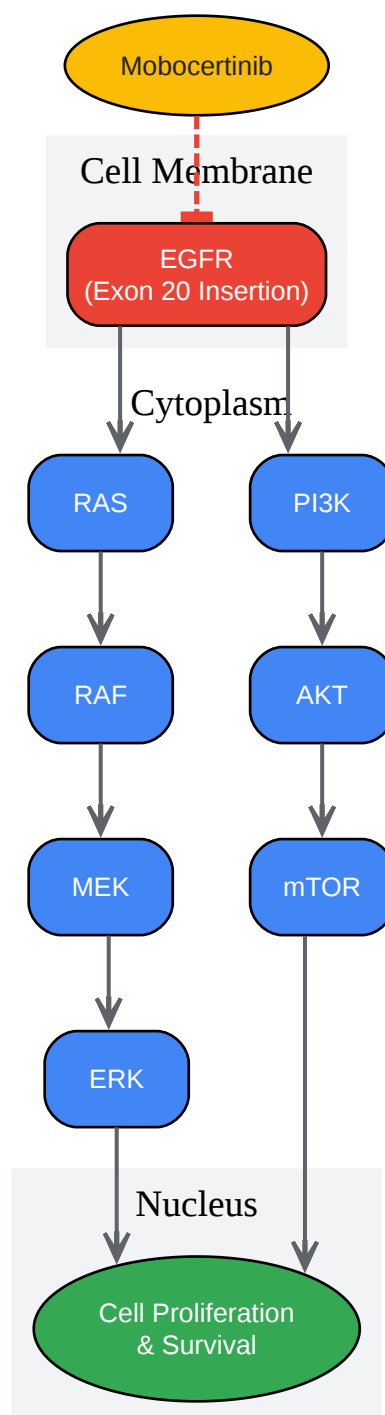 Mobocertinib
Cell Membrane
EGFR
(Exon 20 Insertion)
Cytoplasm
RAS
PI3K
RAF
AKT
MEK
mTOR
ERK
Nucleus
Cell Proliferation
& Survival